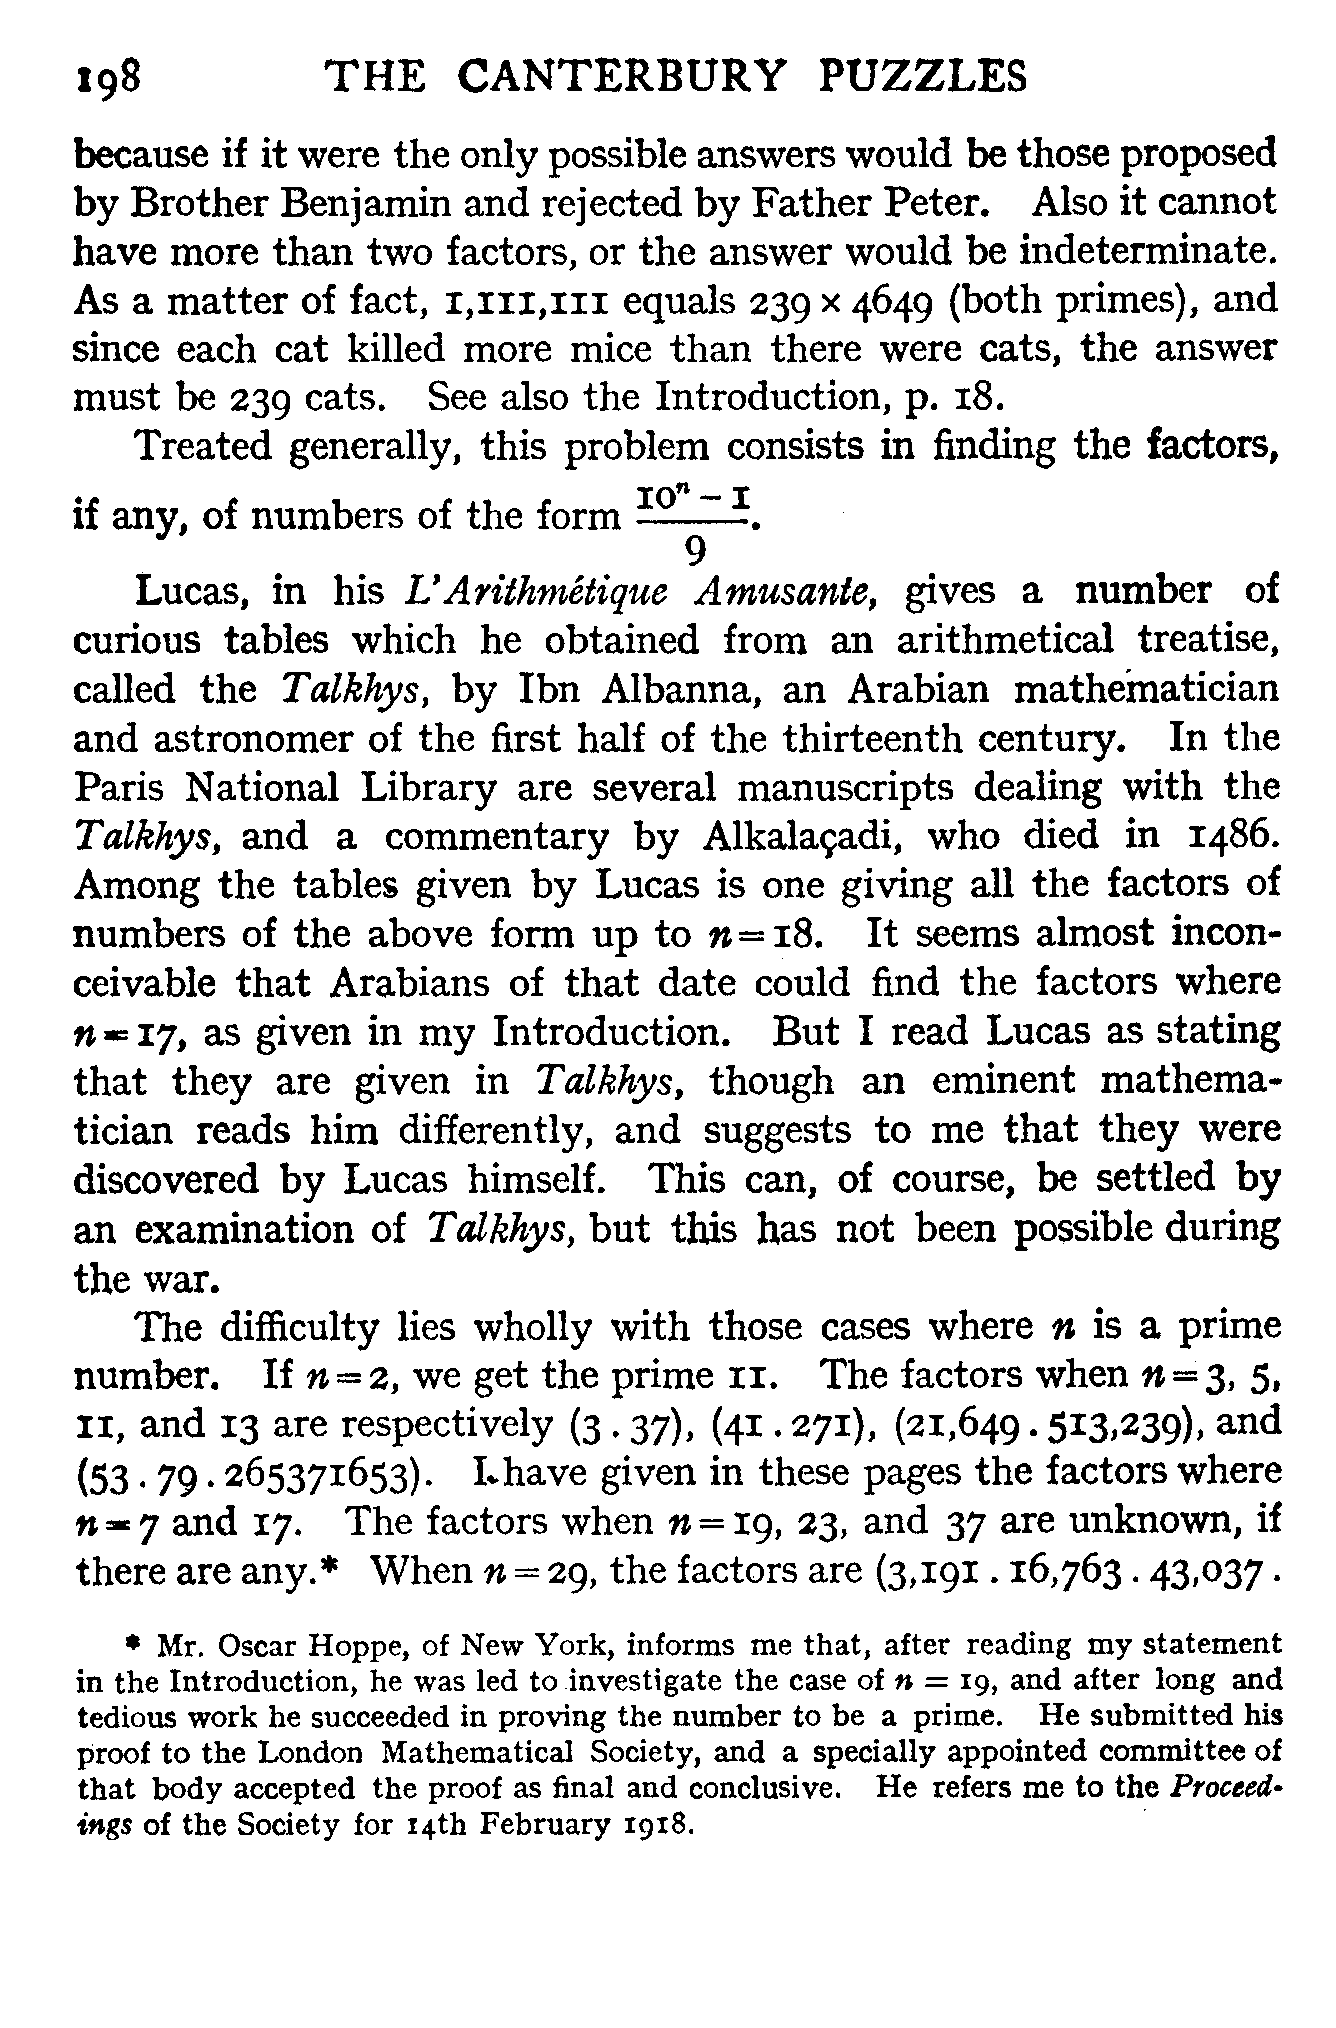 198 THE CANTERBURY PUZZLES
because if it were the only possible answers would be those proposed
by Brother Benjamin and rejected by Father Peter. Also it cannot
have more than two factors, or the answer would be indeterminate.
As a matter of fact, 1,111,111 equals 239 × 4649 (both primes), and
since each cat killed more mice than there were cats, the answer
must be 239 cats. See also the Introduction, p. 18.
Treated generally, this problem consists in finding the factors,
if any, of numbers of the form (10ⁿ – 1)/9.
Lucas, in his L'Arithmétique Amusante, gives a number of
curious tables which he obtained from an arithmetical treatise,
called the Talkhys, by Ibn Albanna, an Arabian mathematician
and astronomer of the first half of the thirteenth century. In the
Paris National Library are several manuscripts dealing with the
Talkhys, and a commentary by Alkalaçadi, who died in 1486.
Among the tables given by Lucas is one giving all the factors of
numbers of the above form up to n=18. It seems almost incon-
ceivable that Arabians of that date could find the factors where
n=17, as given in my Introduction. But I read Lucas as stating
that they are given in Talkhys, though an eminent mathema-
tician reads him differently, and suggests to me that they were
discovered by Lucas himself. This can, of course, be settled by
an examination of Talkhys, but this has not been possible during
the war.
The difficulty lies wholly with those cases where n is a prime
number. If n=2, we get the prime 11. The factors when n=3, 5,
11, and 13 are respectively (3 . 37), (41 . 271), (21,649 . 513,239), and
(53 . 79 . 265371653). I have given in these pages the factors where
n=7 and 17. The factors when n=19, 23, and 37 are unknown, if
there are any.* When n=29, the factors are (3,191 . 16,763 . 43,037 .
* Mr. Oscar Hoppe, of New York, informs me that, after reading my statement
in the Introduction, he was led to investigate the case of n = 19, and after long and
tedious work he succeeded in proving the number to be a prime. He submitted his
proof to the London Mathematical Society, and a specially appointed committee of
that body accepted the proof as final and conclusive. He refers me to the Proceed-
ings of the Society for 14th February 1918.